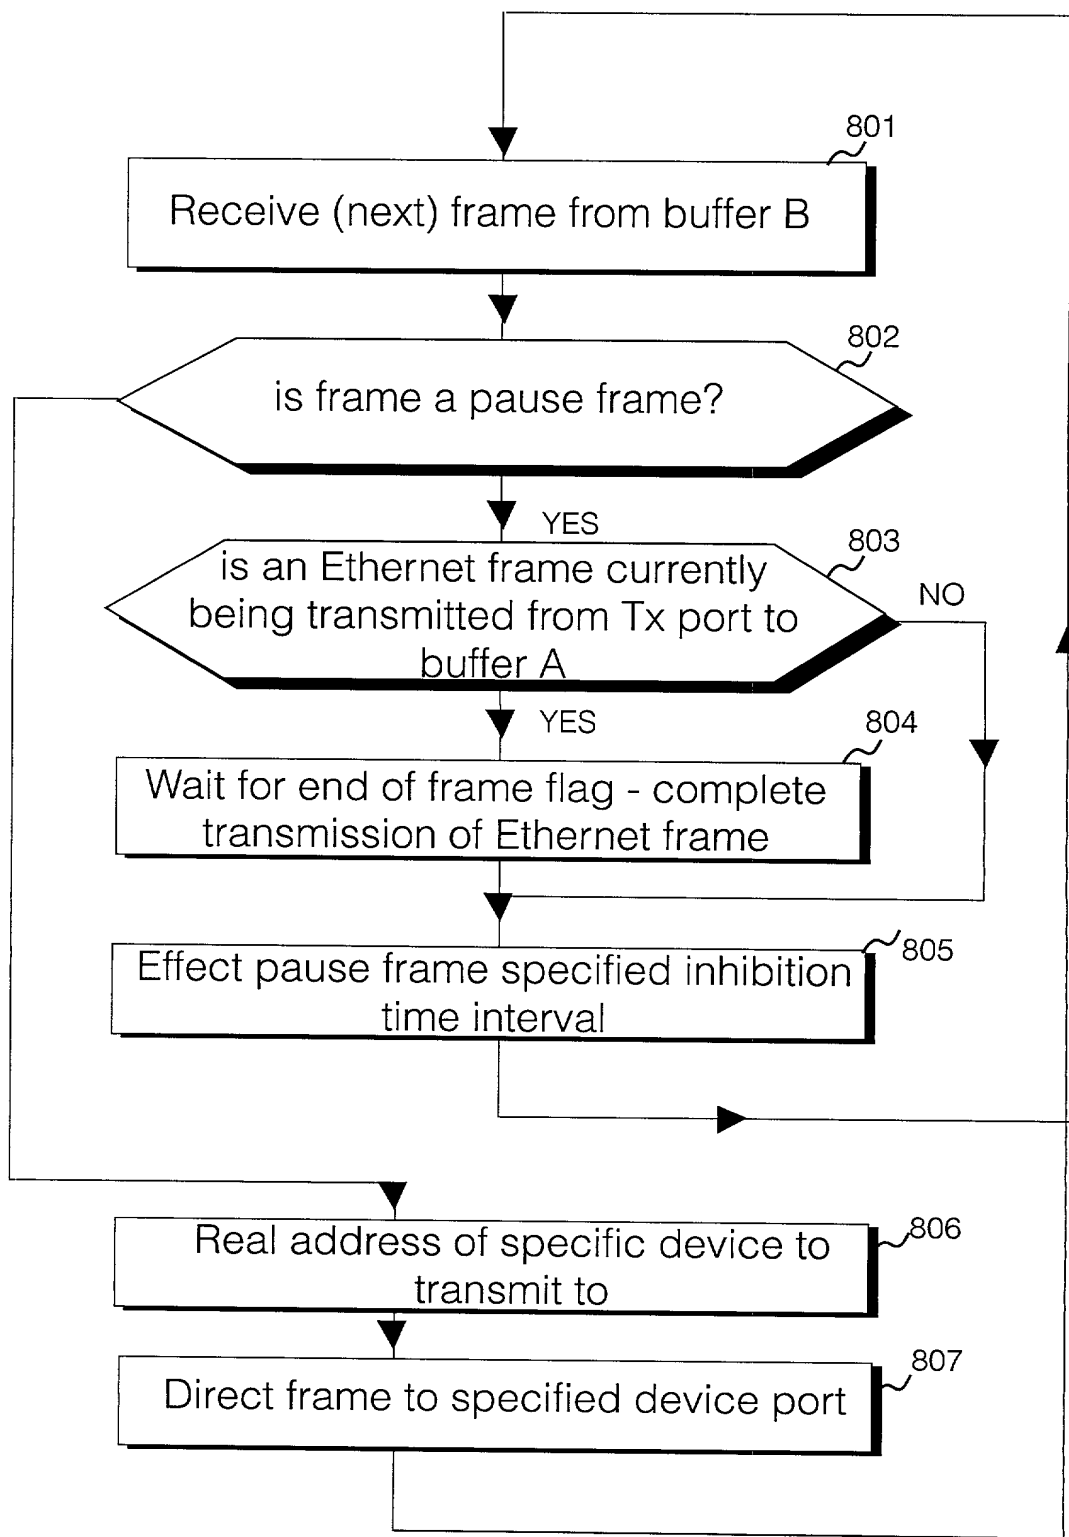 801
Receive (next) frame from buffer B
802
is frame a pause frame?
YES
803
is an Ethernet frame currently
being transmitted from Tx port to
buffer A
NO
YES
804
Wait for end of frame flag - complete
transmission of Ethernet frame
805
Effect pause frame specified inhibition
time interval
806
Real address of specific device to
transmit to
807
Direct frame to specified device port